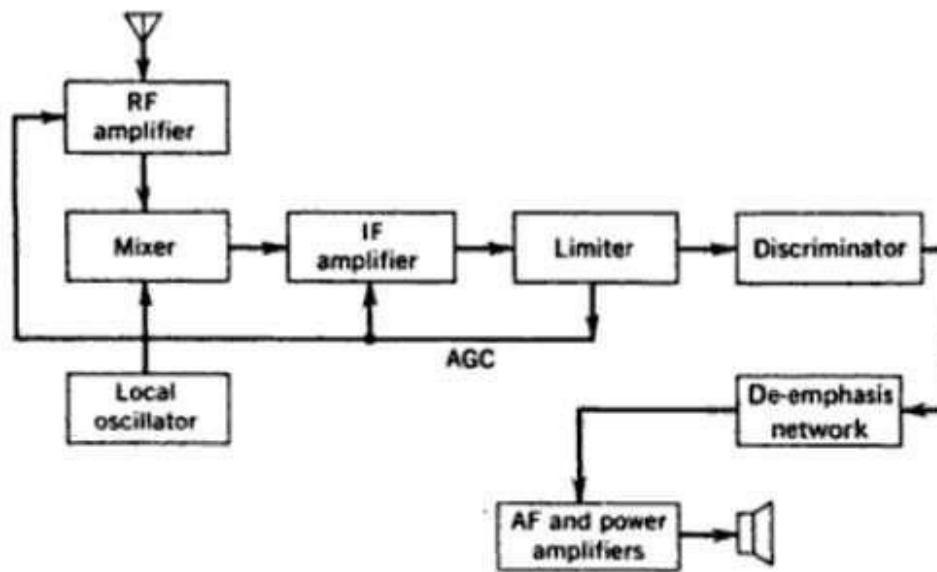 RF
amplifier
Mixer
IF
amplifier
Limiter
Discriminator
AGC
Local
oscillator
De-emphasis
network
AF and power
amplifiers